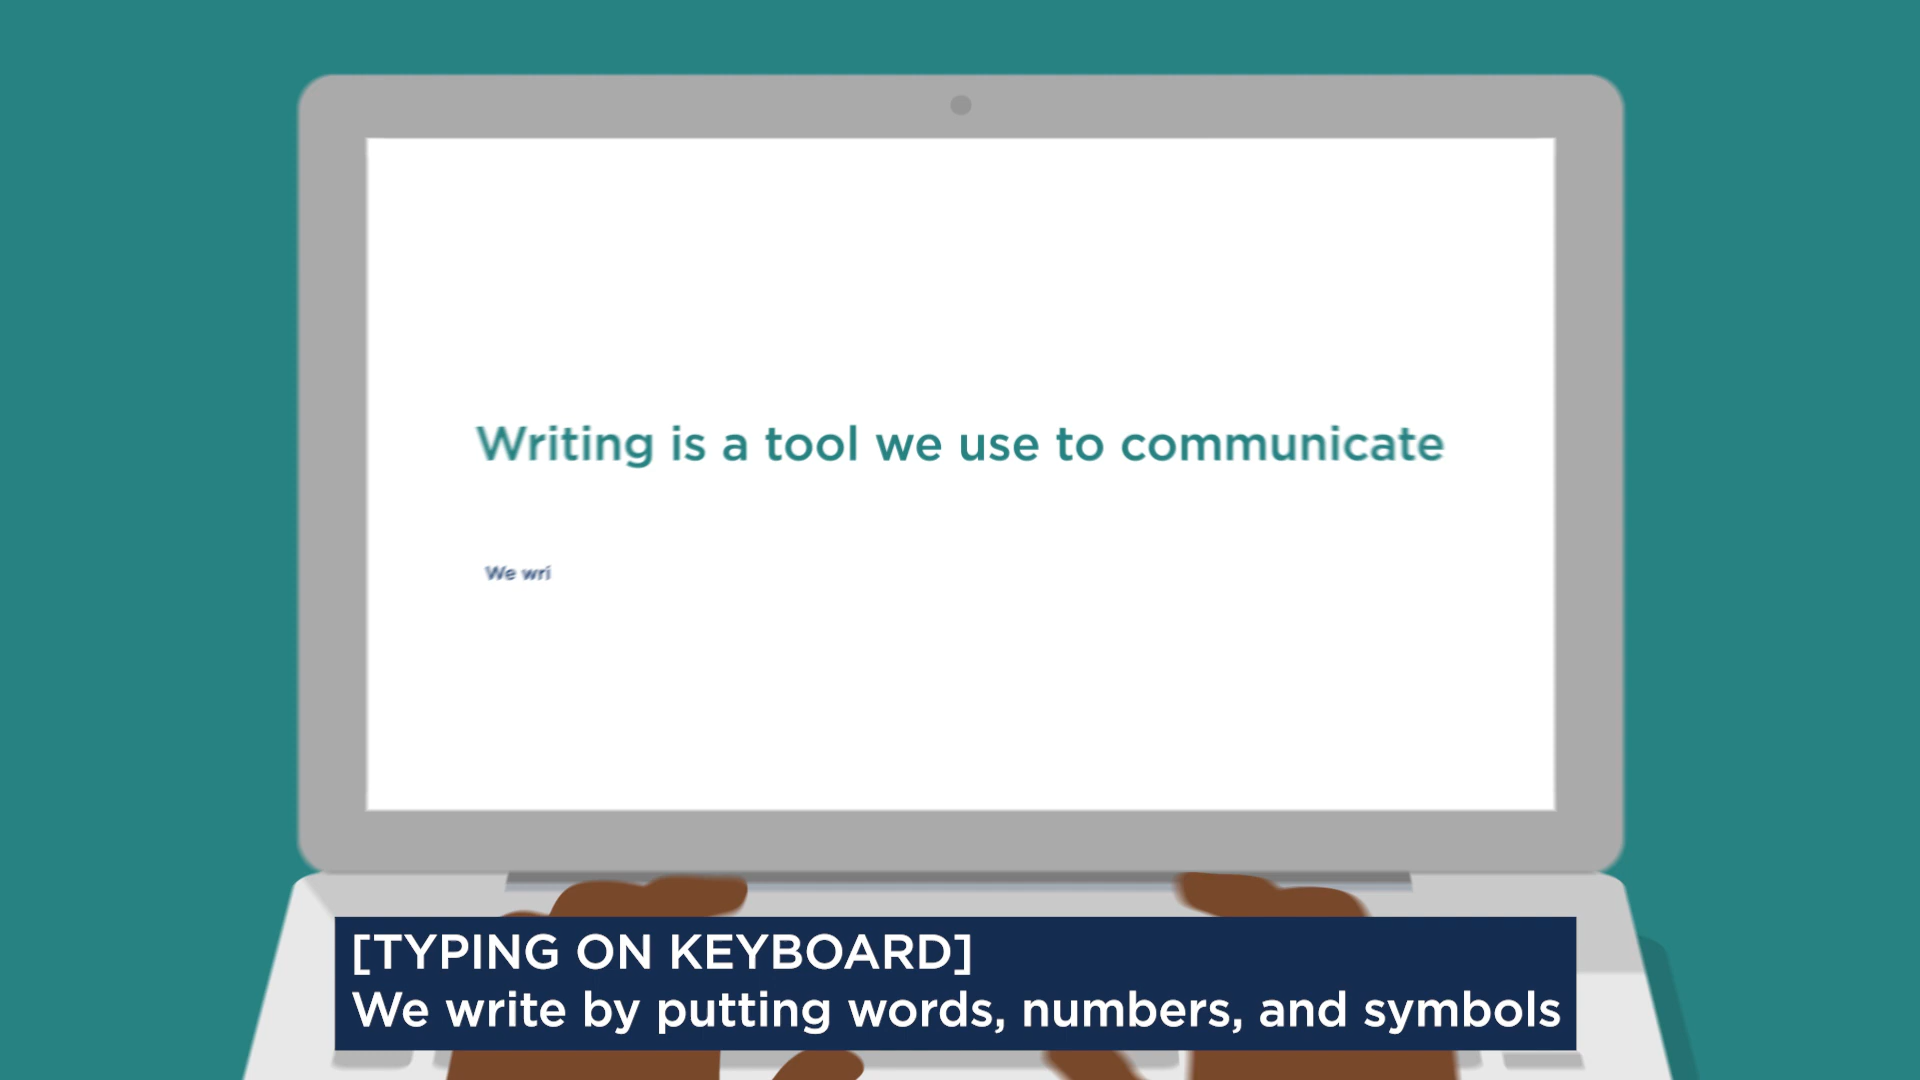 Writing is a tool we use to communicate
We wri
[TYPING ON KEYBOARD]
We write by putting words, numbers, and symbols